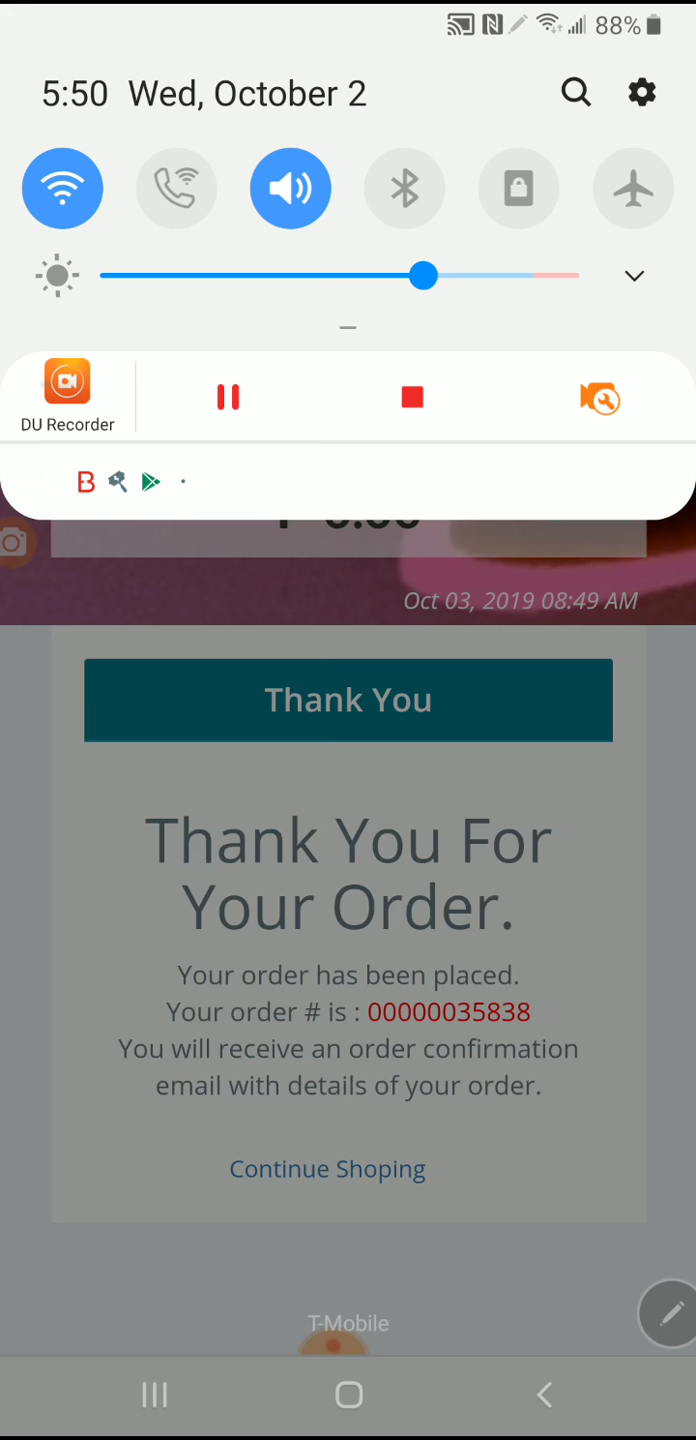 88%
5:50 Wed, October 2
DU Recorder
B
Oct 03, 2019 08:49 AM
Thank You
Thank You For
Your Order.
Your order has been placed.
Your order # is : 00000035838
You will receive an order confirmation
email with details of your order.
Continue Shoping
T-Mobile